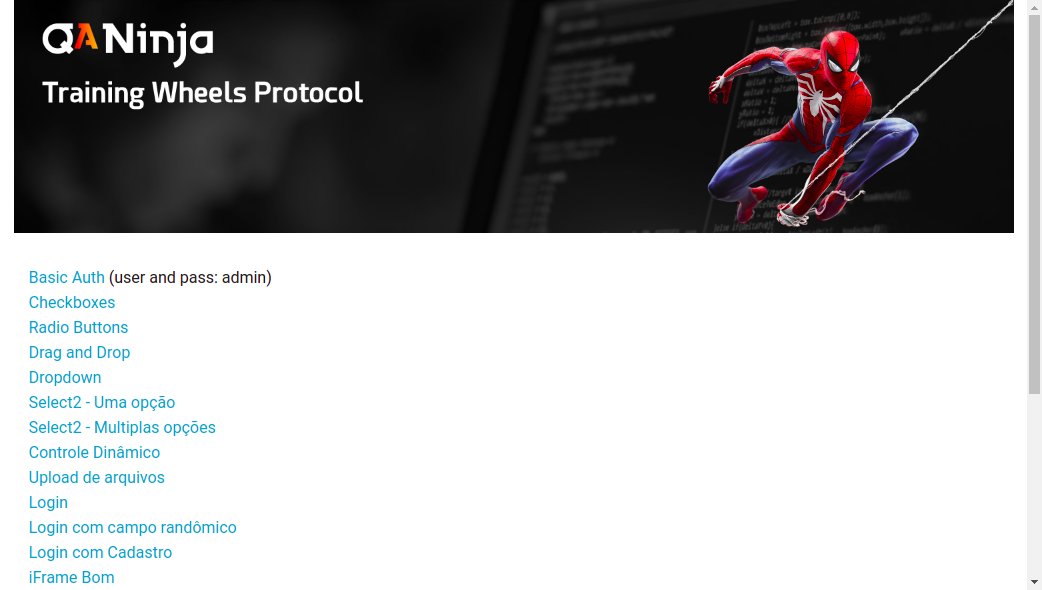 QANinja
Training Wheels Protocol
Basic Auth (user and pass: admin)
Checkboxes
Radio Buttons
Drag and Drop
Dropdown
Select2 - Uma opção
Select2 - Multiplas opções
Controle Dinâmico
Upload de arquivos
Login
Login com campo randômico
Login com Cadastro
iFrame Bom